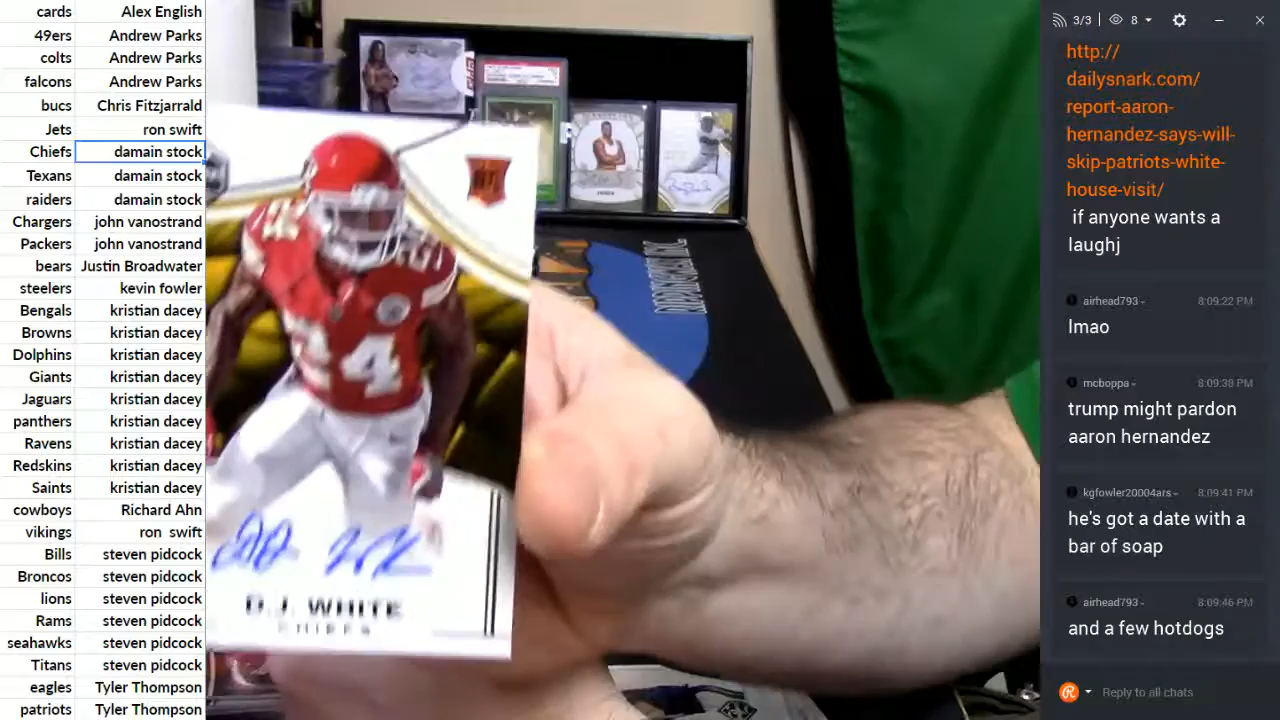 cards Alex English
49ers Andrew Parks
colts Andrew Parks
falcons Andrew Parks
bucs Chris Fitzjarrald
Jets ron swift
Chiefs damain stock
Texans damain stock
raiders damain stock
Chargers john vanostrand
Packers john vanostrand
bears Justin Broadwater
steelers kevin fowler
Bengals kristian dacey
Browns kristian dacey
Dolphins kristian dacey
Giants kristian dacey
Jaguars kristian dacey
panthers kristian dacey
Ravens kristian dacey
Redskins kristian dacey
Saints kristian dacey
cowboys Richard Ahn
vikings ron swift
Bills steven pidcock
Broncos steven pidcock
lions steven pidcock
Rams steven pidcock
seahawks steven pidcock
Titans steven pidcock
eagles Tyler Thompson
patriots Tyler Thompson
24
D.J. WHITE
CHIEFS
3/3 8
http://
dailysnark.com/
report-aaron-
hernandez-says-will-
skip-patriots-white-
house-visit/
if anyone wants a
laughj
airhead793 8:09:22 PM
lmao
mcboppa 8:09:38 PM
trump might pardon
aaron hernandez
kgfowler20004ars 8:09:41 PM
he's got a date with a
bar of soap
airhead793 8:09:46 PM
and a few hotdogs
Reply to all chats